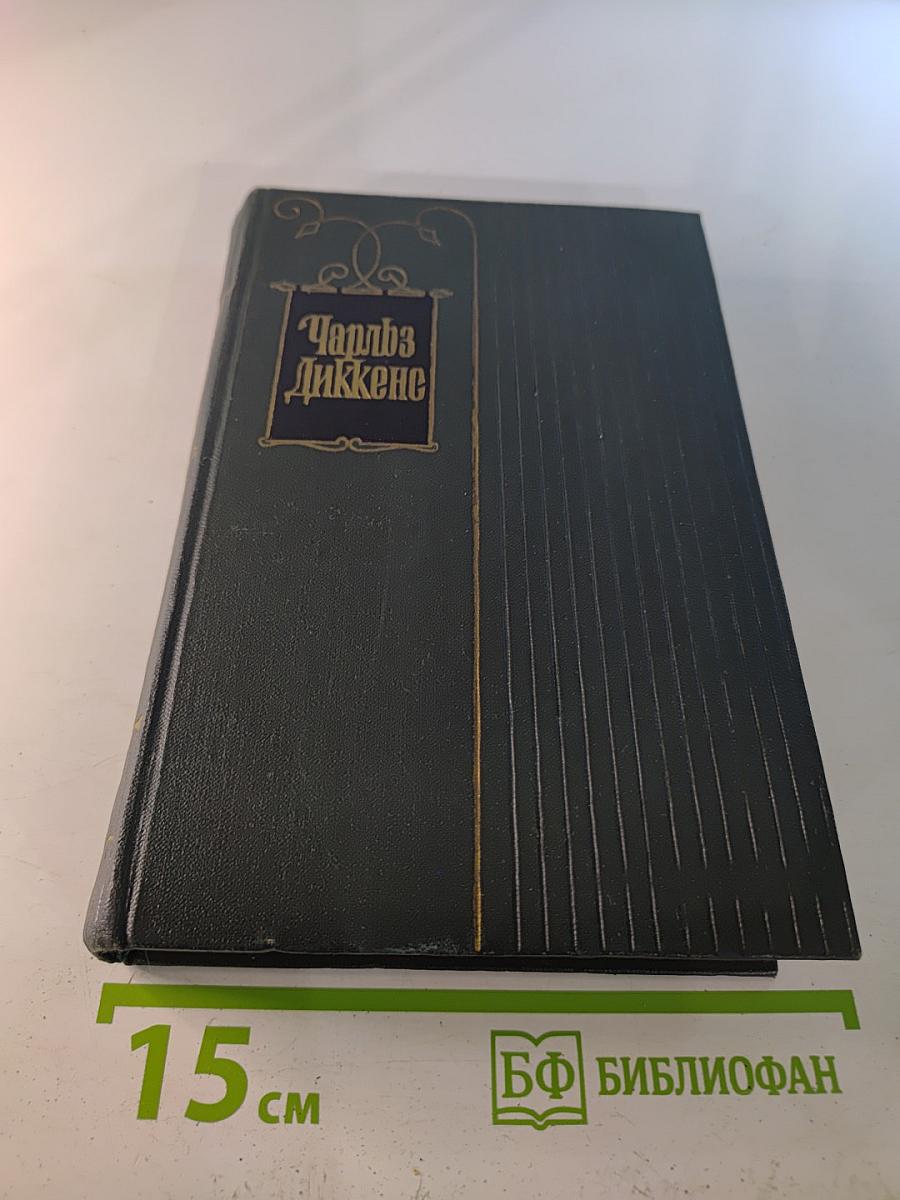 Чарльз
Диккенс
15 см
БФ БИБЛИОФАН